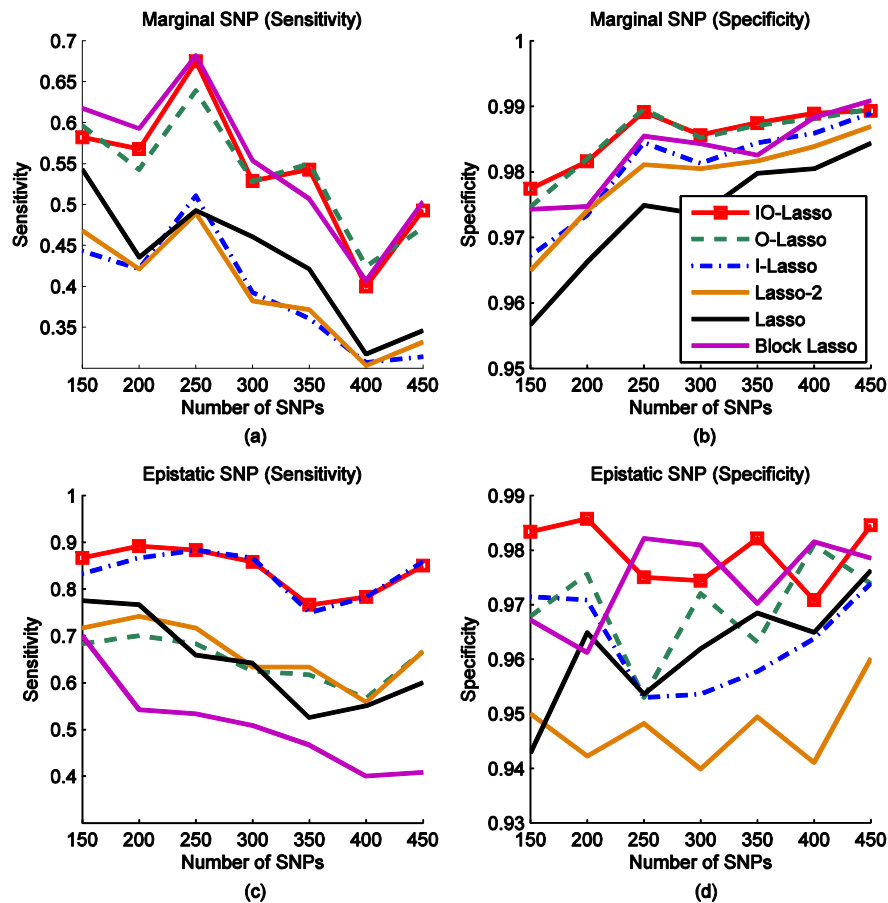 Marginal SNP (Sensitivity)
0.7
0.65
0.6
0.55
0.5
0.45
0.4
0.35
Sensitivity
150 200 250 300 350 400 450
Number of SNPs
(a)
Marginal SNP (Specificity)
1
0.99
0.98
0.97
0.96
0.95
Specificity
IO-Lasso
O-Lasso
I-Lasso
Lasso-2
Lasso
Block Lasso
150 200 250 300 350 400 450
Number of SNPs
(b)
Epistatic SNP (Sensitivity)
1
0.9
0.8
0.7
0.6
0.5
0.4
Sensitivity
150 200 250 300 350 400 450
Number of SNPs
(c)
Epistatic SNP (Specificity)
0.99
0.98
0.97
0.96
0.95
0.94
0.93
Specificity
150 200 250 300 350 400 450
Number of SNPs
(d)